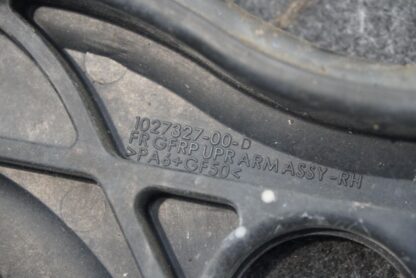 1027327-00-D
FR GFRP UPR ARM ASSY-RH
>PA6+GF50<